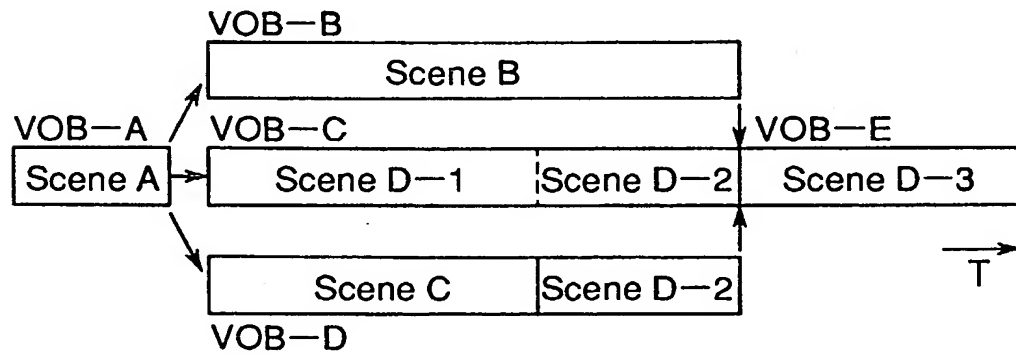 VOB—B
Scene B
VOB—A VOB—C VOB—E
Scene A Scene D—1 Scene D—2 Scene D—3
T
Scene C Scene D—2
VOB—D